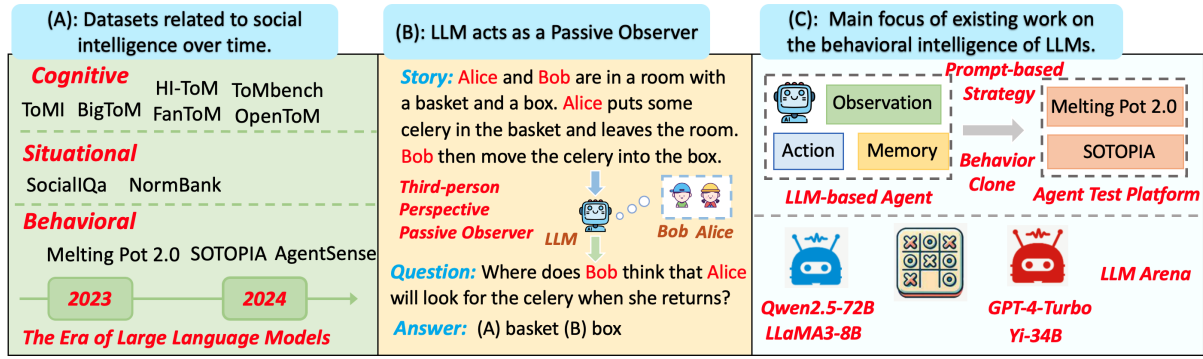 (A): Datasets related to social
intelligence over time.
Cognitive
HI-ToM ToMbench
ToMI BigToM FanToM OpenToM
Situational
SocialIQa NormBank
Behavioral
Melting Pot 2.0 SOTOPIA AgentSense
2023 2024
The Era of Large Language Models
(B): LLM acts as a Passive Observer
Story: Alice and Bob are in a room with
a basket and a box. Alice puts some
celery in the basket and leaves the room.
Bob then move the celery into the box.
Third-person
Perspective
Passive Observer
LLM
Bob Alice
Question: Where does Bob think that Alice
will look for the celery when she returns?
Answer: (A) basket (B) box
(C): Main focus of existing work on
the behavioral intelligence of LLMs.
AI
Observation
Action Memory
LLM-based Agent
Prompt-based
Strategy
Behavior
Clone
Melting Pot 2.0
SOTOPIA
Agent Test Platform
Qwen2.5-72B
LLaMA3-8B
GPT-4-Turbo
Yi-34B
LLM Arena